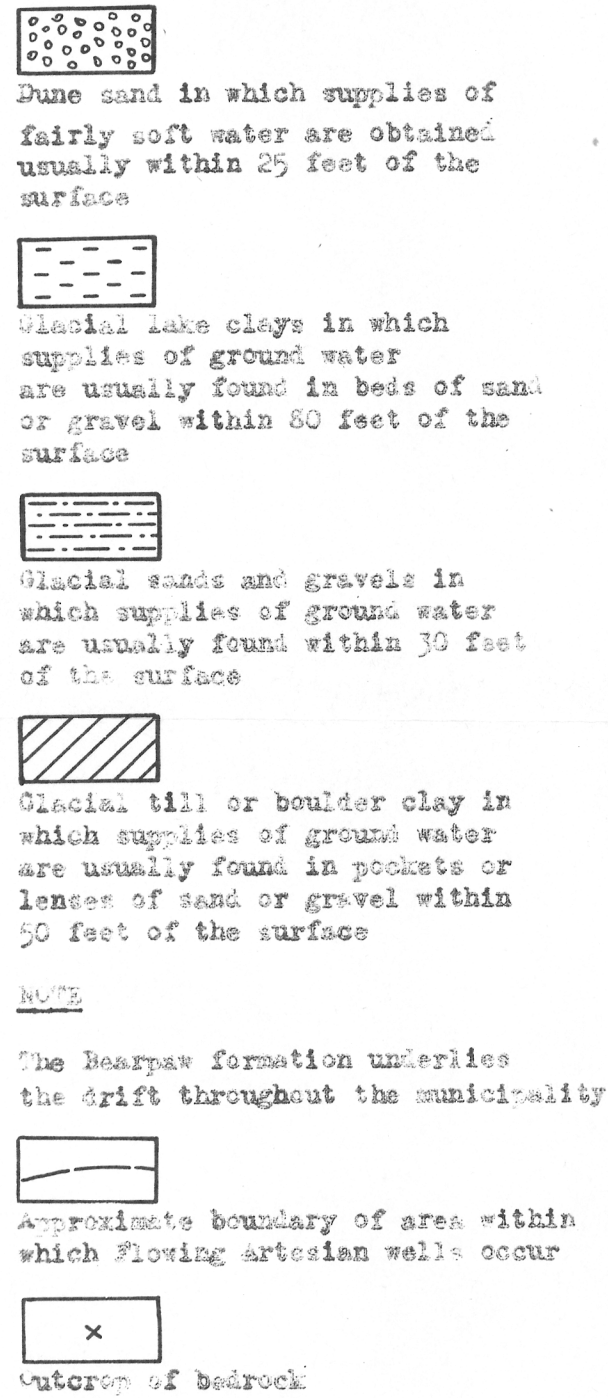 Dune sand in which supplies of
fairly soft water are obtained
usually within 25 feet of the
surface
Glacial lake clays in which
supplies of ground water
are usually found in beds of sand
or gravel within 80 feet of the
surface
Glacial sands and gravels in
which supplies of ground water
are usually found within 30 feet
of the surface
Glacial till or boulder clay in
which supplies of ground water
are usually found in pockets or
lenses of sand or gravel within
50 feet of the surface
NOTE
The Bearpaw formation underlies
the drift throughout the municipality
Approximate boundary of area within
which Flowing Artesian wells occur
x
Outcrop of bedrock